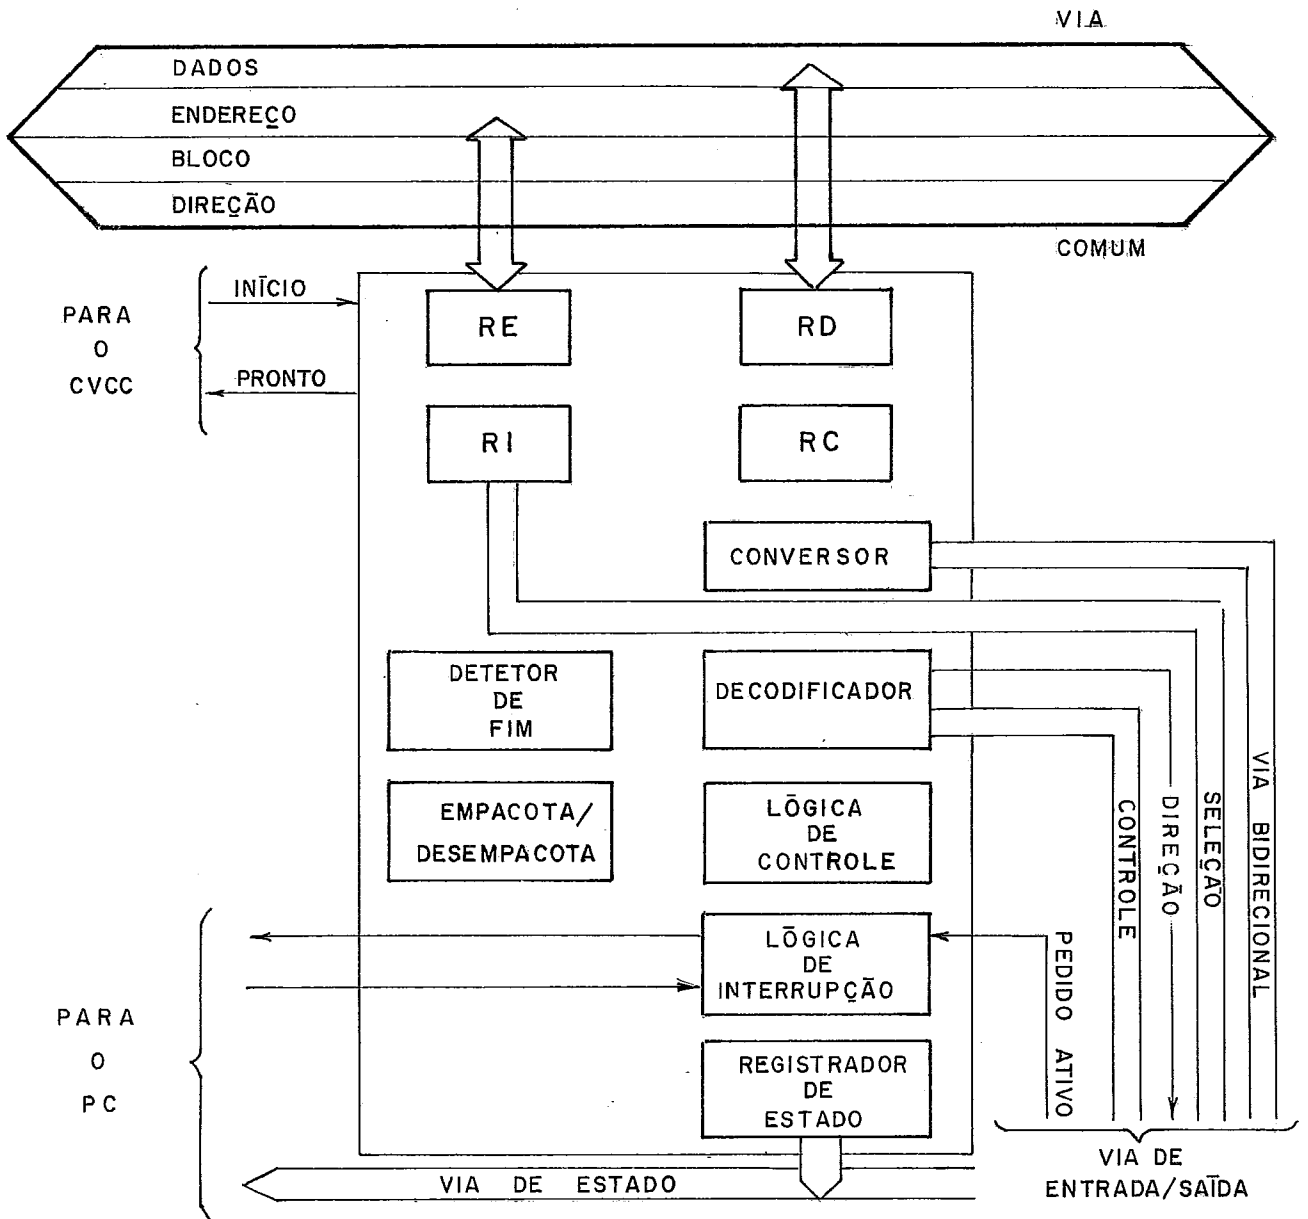 VIA
DADOS
ENDEREÇO
BLOCO
DIREÇÃO
COMUM
INÍCIO
PARA
O
CVCC
PRONTO
RE
RD
RI
RC
CONVERSOR
DETETOR
DE
FIM
DECODIFICADOR
EMPACOTA/
DESEMPACOTA
LÓGICA
DE
CONTROLE
LÓGICA
DE
INTERRUPÇÃO
REGISTRADOR
DE
ESTADO
PARA
O
PC
PEDIDO ATIVO
CONTROLE
DIREÇÃO
SELEÇÃO
VIA BIDIRECIONAL
VIA DE
ENTRADA/SAÍDA
VIA DE ESTADO